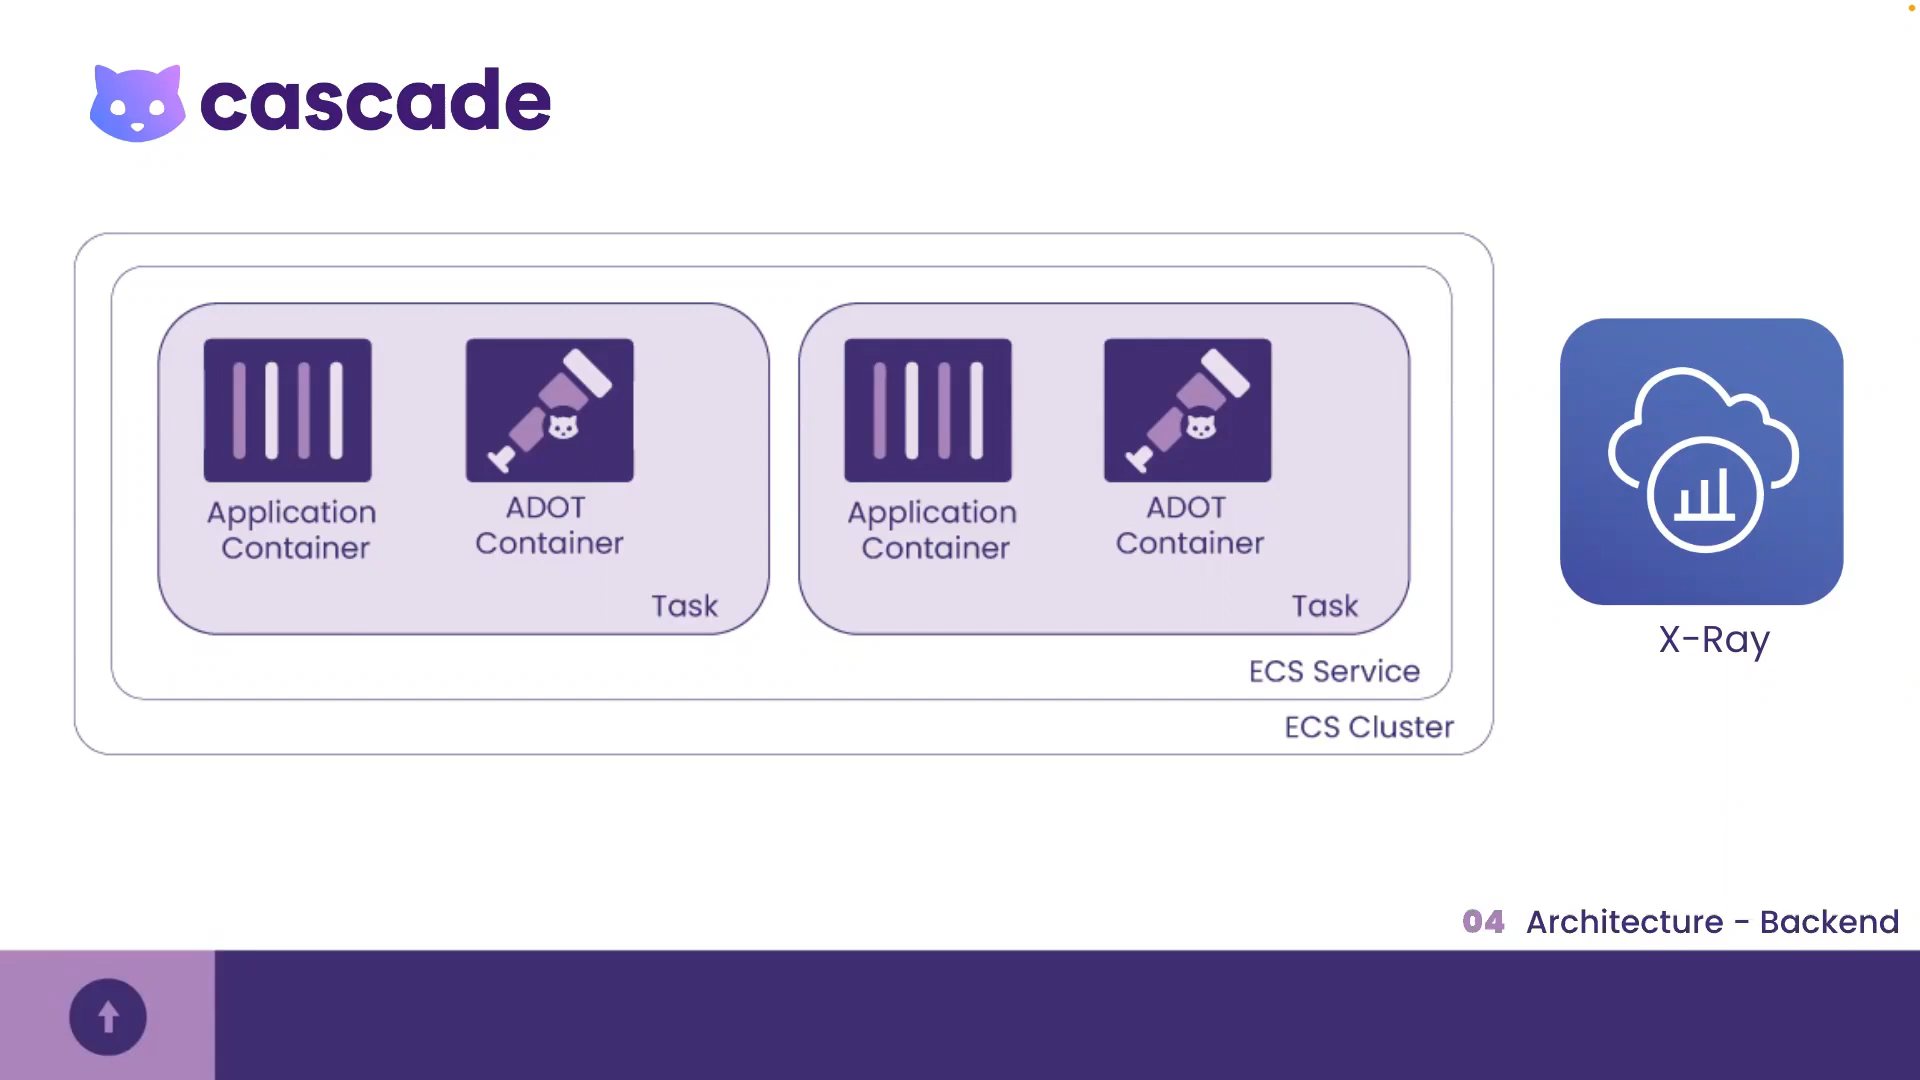 cascade
Application
Container
ADOT
Container
Task
Application
Container
ADOT
Container
Task
ECS Service
ECS Cluster
X-Ray
04 Architecture - Backend